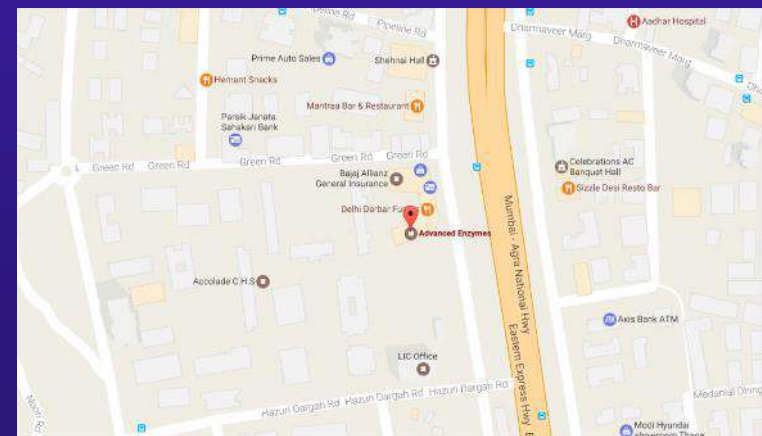 Pipeline Rd
Pipeline Rd
Aadhar Hospital
Dharmaveer Marg
Dharmaveer Marg
Prime Auto Sales
Shehnai Hall
Hemant Snacks
Mantraa Bar & Restaurant
Parsik Janata
Sahakari Bank
Green Rd
Green Rd
Green Rd
Green Rd
Green Rd
Celebrations AC
Banquet Hall
Bajaj Allianz
General Insurance
Sizzle Desi Resto Bar
Delhi Darbar
Advanced Enzymes
Mumbai - Agra National Hwy
Eastern Express Hwy
Accolade C.H.S
Axis Bank ATM
LIC Office
Hazuri Dargah Rd
Hazuri Dargah Rd
Hazuri Dargah Rd
Noori Rd
Modi Hyundai
showroom Thane